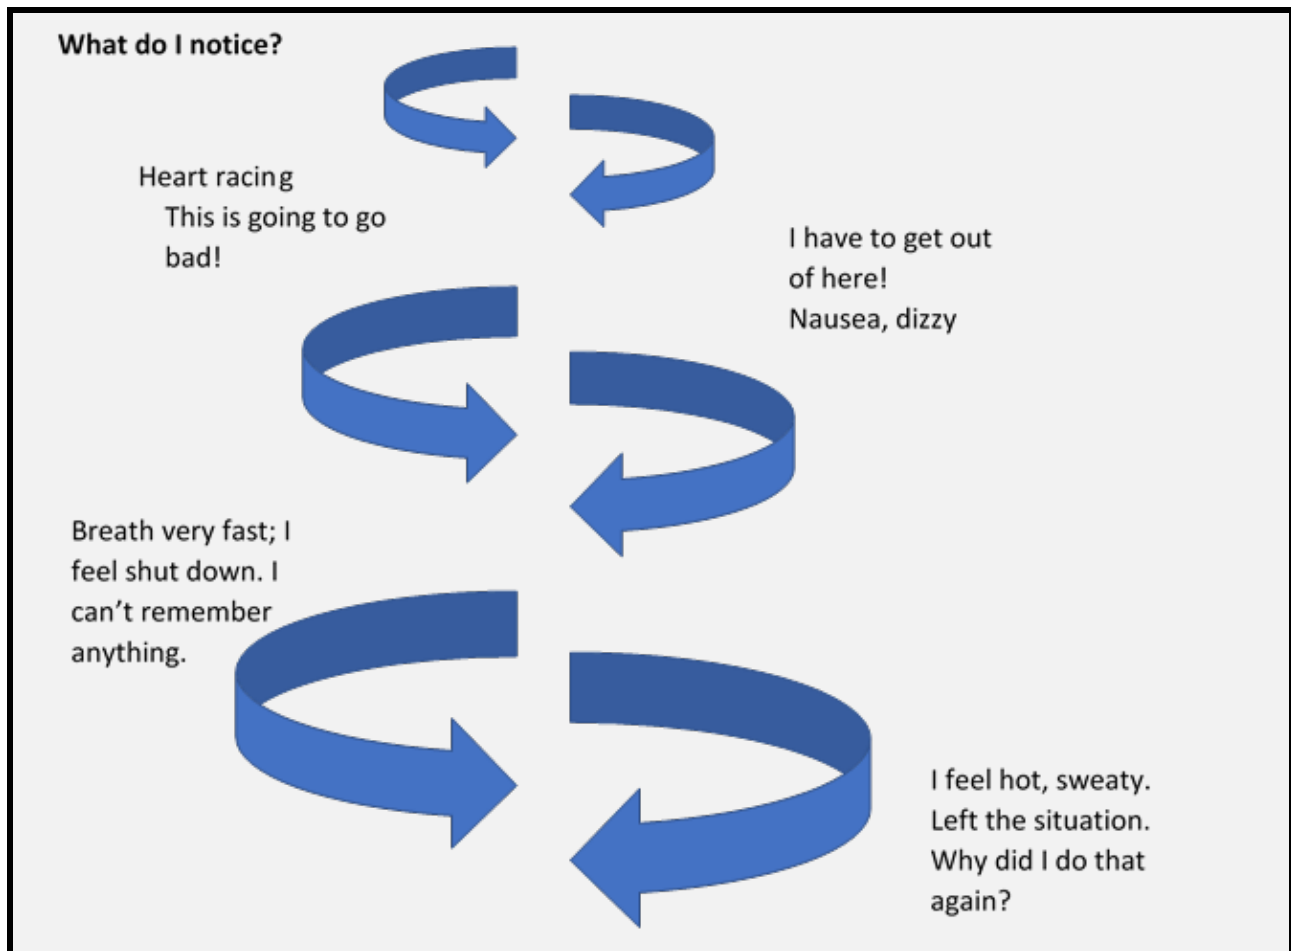 What do I notice?
Heart racing
This is going to go
bad!
I have to get out
of here!
Nausea, dizzy
Breath very fast; I
feel shut down. I
can’t remember
anything.
I feel hot, sweaty.
Left the situation.
Why did I do that
again?